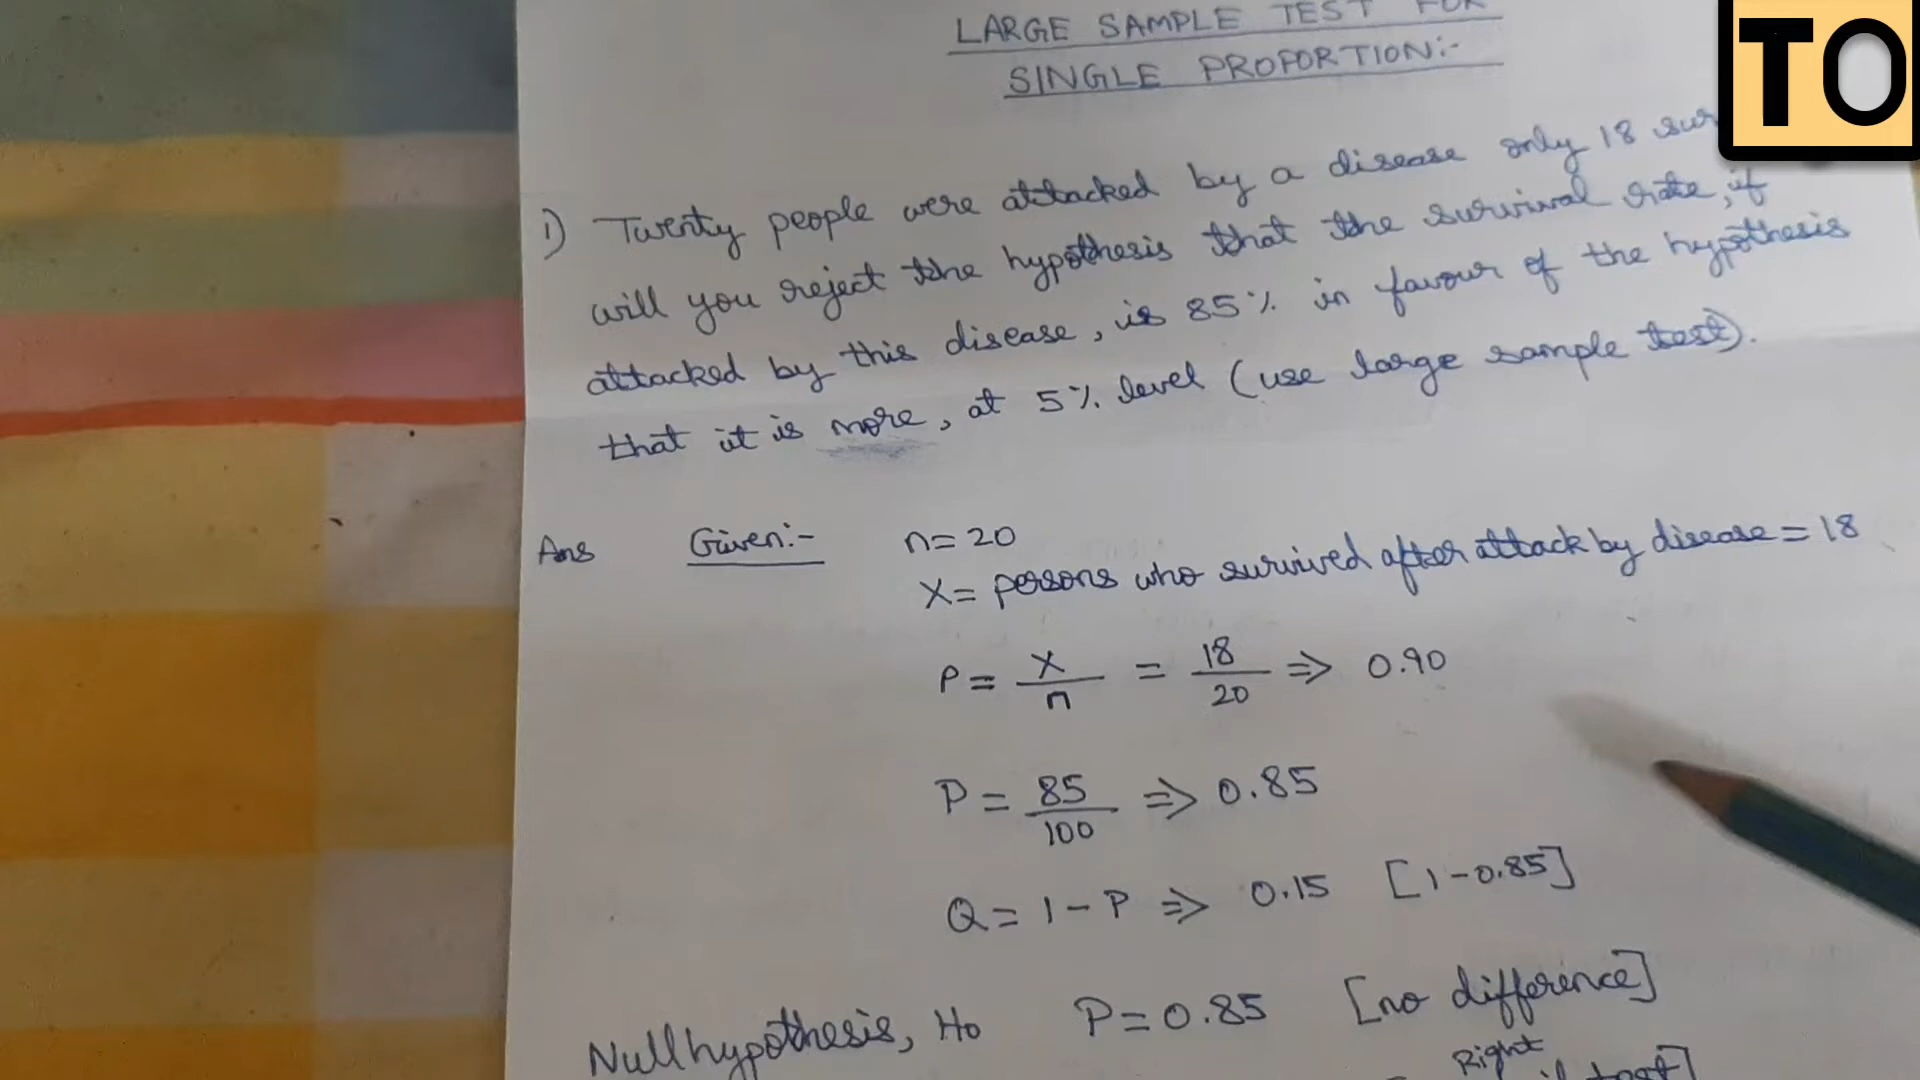 LARGE SAMPLE TEST FOR
SINGLE PROPORTION:-
TO
1) Twenty people were attacked by a disease only 18
will you reject the hypothesis that the survival rate, if
attacked by this disease, is 85% in favour of the hypothesis
that it is more, at 5% level (use large sample test).
Ans Given:- n=20
X= persons who survived after attack by disease = 18
P = X/n = 18/20 => 0.90
P = 85/100 => 0.85
Q = 1-P => 0.15 [1-0.85]
Null hypothesis, Ho P=0.85 [no difference]
Right
test]